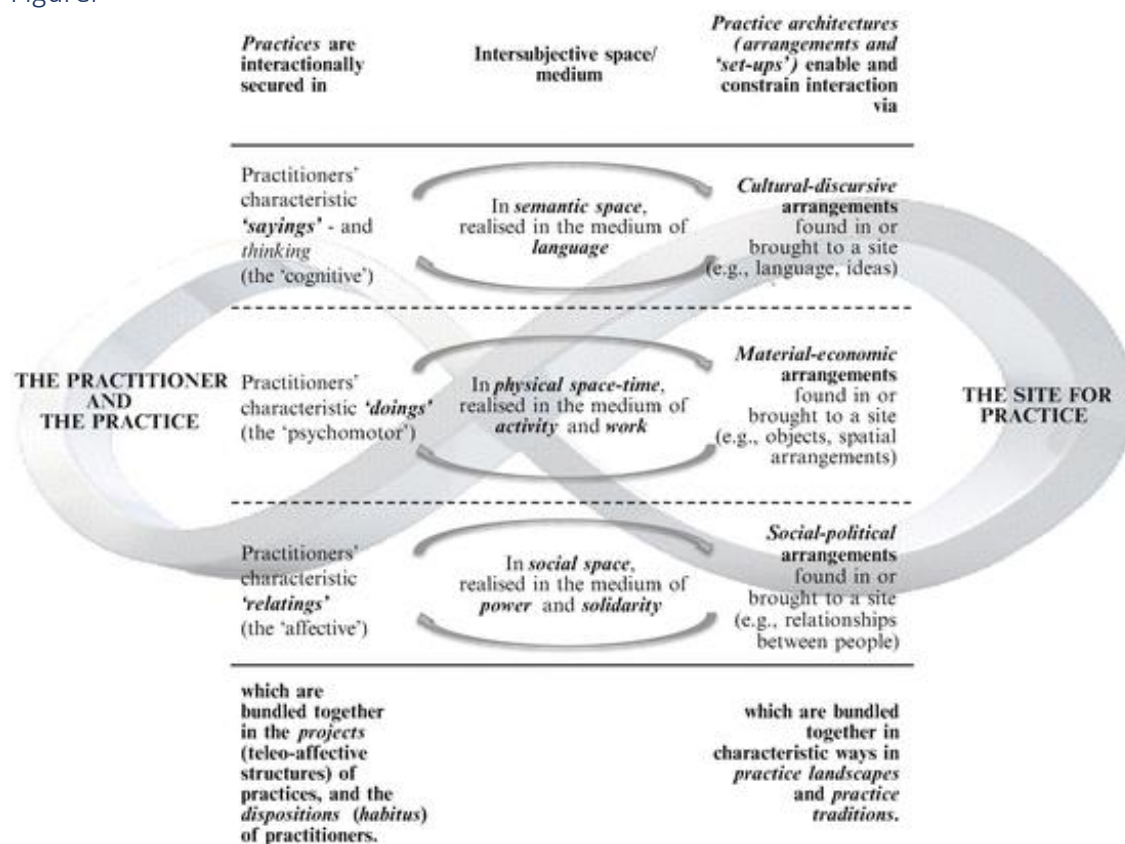 Figure.
Practices are
interactionally
secured in
Intersubjective space/
medium
Practice architectures
(arrangements and
‘set-ups’) enable and
constrain interaction
via
Practitioners’
characteristic
‘sayings’ - and
thinking
(the ‘cognitive’)
In semantic space,
realised in the medium of
language
Cultural-discursive
arrangements
found in or
brought to a site
(e.g., language, ideas)
THE PRACTITIONER
AND
THE PRACTICE
Practitioners’
characteristic ‘doings’
(the ‘psychomotor’)
In physical space-time,
realised in the medium of
activity and work
Material-economic
arrangements
found in or
brought to a site
(e.g., objects, spatial
arrangements)
THE SITE FOR
PRACTICE
Practitioners’
characteristic
‘relatings’
(the ‘affective’)
In social space,
realised in the medium of
power and solidarity
Social-political
arrangements
found in or
brought to a site
(e.g., relationships
between people)
which are
bundled together
in the projects
(teleo-affective
structures) of
practices, and the
dispositions (habitus)
of practitioners.
which are bundled
together in
characteristic ways in
practice landscapes
and practice
traditions.